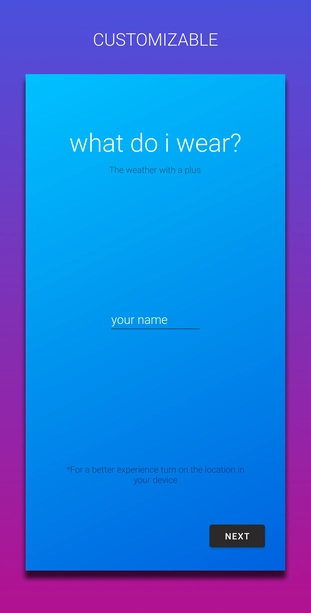 CUSTOMIZABLE
what do i wear?
The weather with a plus
your name
*For a better experience turn on the location in
your device
NEXT